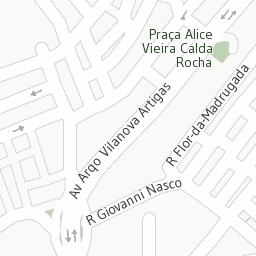 Praça Alice
Vieira Calda
Rocha
Av Arqo Vilanova Artigas
R Flor-da-Madrugada
R Giovanni Nasco